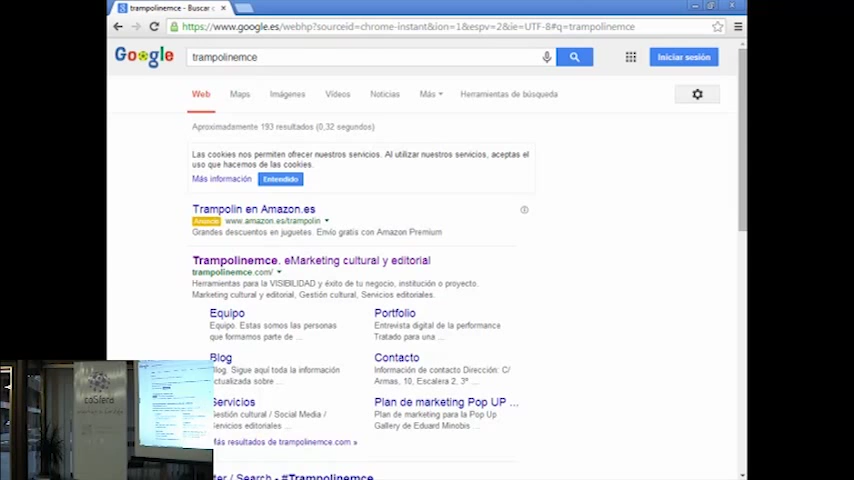 trampolinemce - Buscar c
https://www.google.es/webhp?sourceid=chrome-instant&ion=1&espv=2&ie=UTF-8#q=trampolinemce
Google
trampolinemce
Iniciar sesión
Web Maps Imágenes Vídeos Noticias Más Herramientas de búsqueda
Aproximadamente 193 resultados (0,32 segundos)
Las cookies nos permiten ofrecer nuestros servicios. Al utilizar nuestros servicios, aceptas el
uso que hacemos de las cookies.
Más información Entendido
Trampolín en Amazon.es
Anuncio www.amazon.es/trampolin
Grandes descuentos en juguetes. Envío gratis con Amazon Premium
Trampolinemce. eMarketing cultural y editorial
trampolinemce.com/
Herramientas para la VISIBILIDAD y éxito de tu negocio, institución o proyecto.
Marketing cultural y editorial, Gestión cultural, Servicios editoriales.
Equipo
Equipo. Estas somos las personas
que formamos parte de ...
Portfolio
Entrevista digital de la performance
Tratado para una ...
Blog
Blog. Sigue aquí toda la información
actualizada sobre ...
Contacto
Información de contacto Dirección: C/
Armas, 10, Escalera 2, 3º ...
Servicios
Gestión cultural / Social Media /
Servicios editoriales ...
Plan de marketing Pop UP ...
Plan de marketing para la Pop Up
Gallery de Eduard Minobis ...
Más resultados de trampolinemce.com »
ter / Search - #Trampolinemce